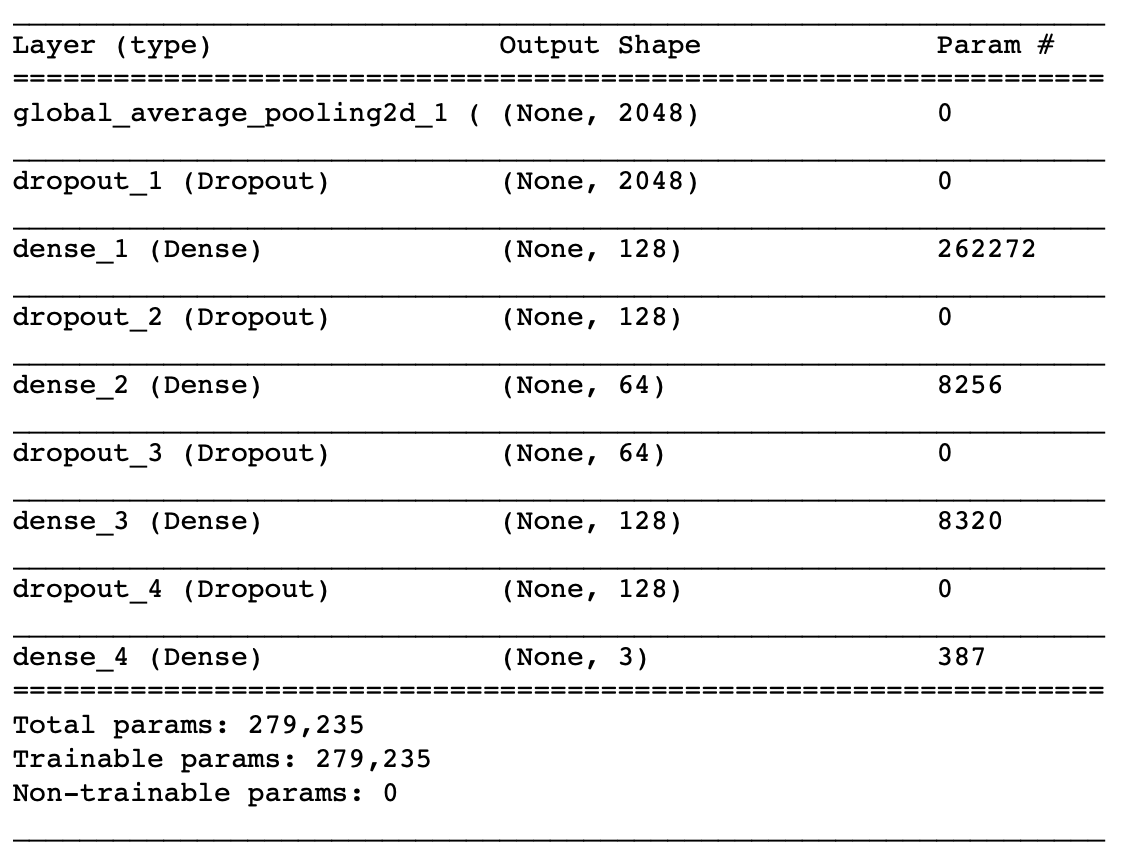 Layer (type) Output Shape Param #
=================================================================
global_average_pooling2d_1 ( (None, 2048) 0
dropout_1 (Dropout) (None, 2048) 0
dense_1 (Dense) (None, 128) 262272
dropout_2 (Dropout) (None, 128) 0
dense_2 (Dense) (None, 64) 8256
dropout_3 (Dropout) (None, 64) 0
dense_3 (Dense) (None, 128) 8320
dropout_4 (Dropout) (None, 128) 0
dense_4 (Dense) (None, 3) 387
=================================================================
Total params: 279,235
Trainable params: 279,235
Non-trainable params: 0